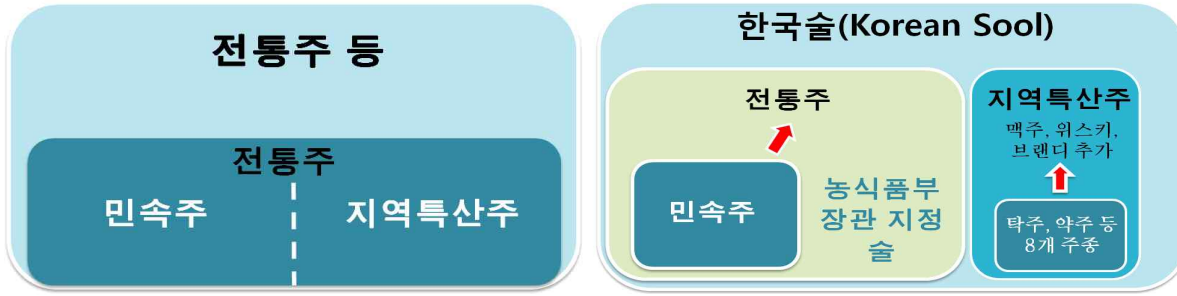 전통주 등
전통주
민속주
지역특산주
한국술(Korean Sool)
전통주
민속주
농식품부
장관 지정
술
지역특산주
맥주, 위스키,
브랜디 추가
탁주, 약주 등
8개 주종